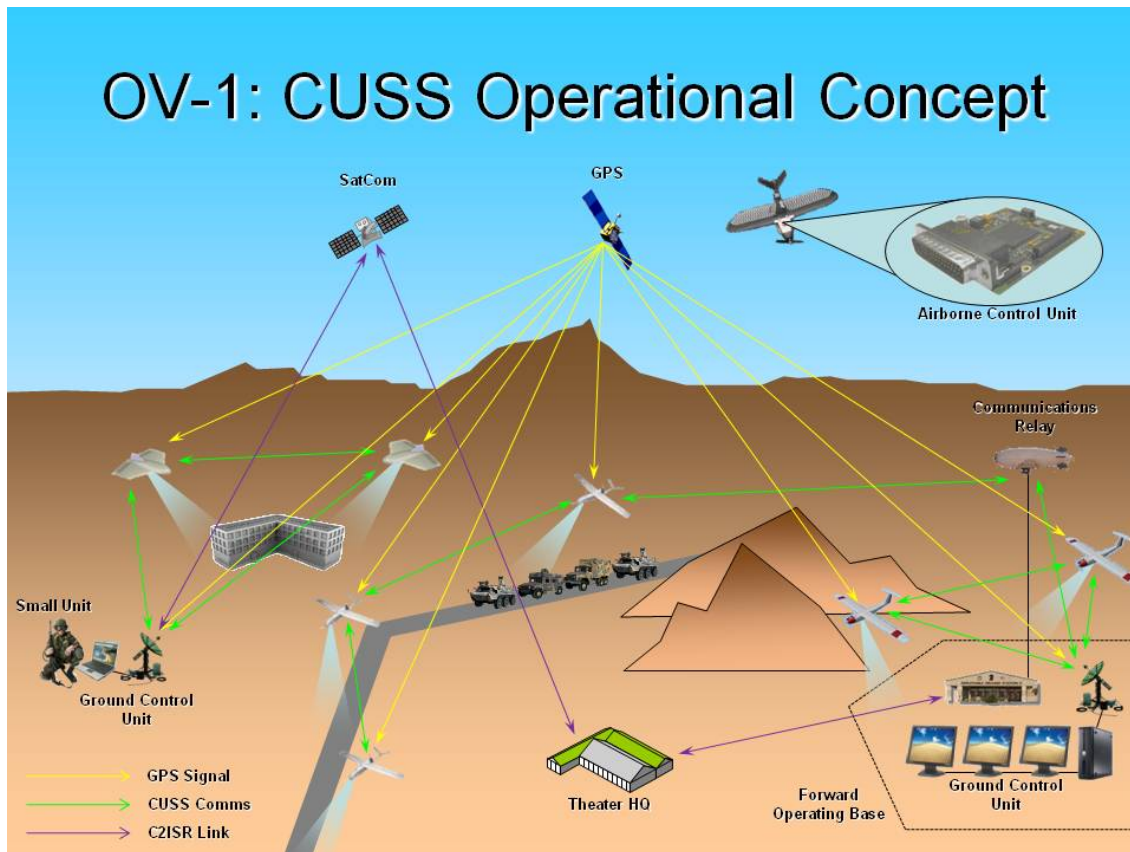 OV-1: CUSS Operational Concept
SatCom
GPS
Airborne Control Unit
Communications
Relay
Small Unit
Ground Control
Unit
GPS Signal
CUSS Comms
C2ISR Link
Theater HQ
Forward
Operating Base
Ground Control
Unit